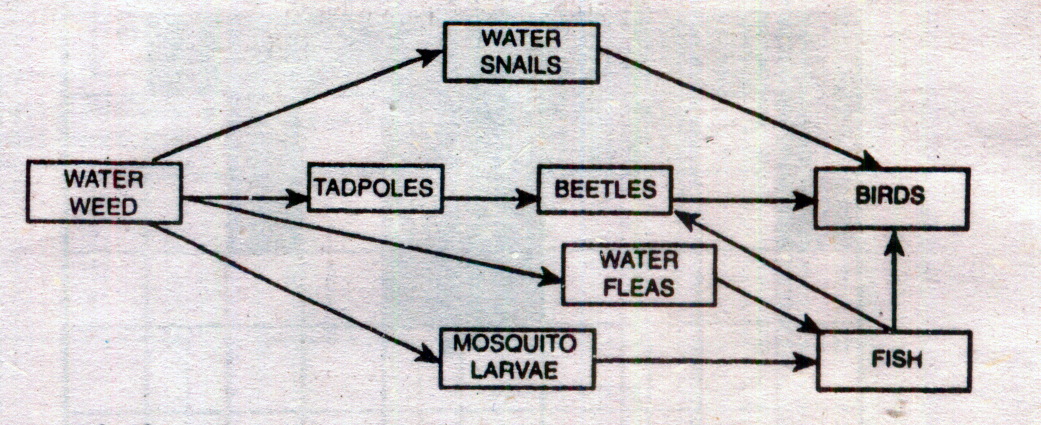 WATER
SNAILS
WATER
WEED
TADPOLES
BEETLES
BIRDS
WATER
FLEAS
MOSQUITO
LARVAE
FISH